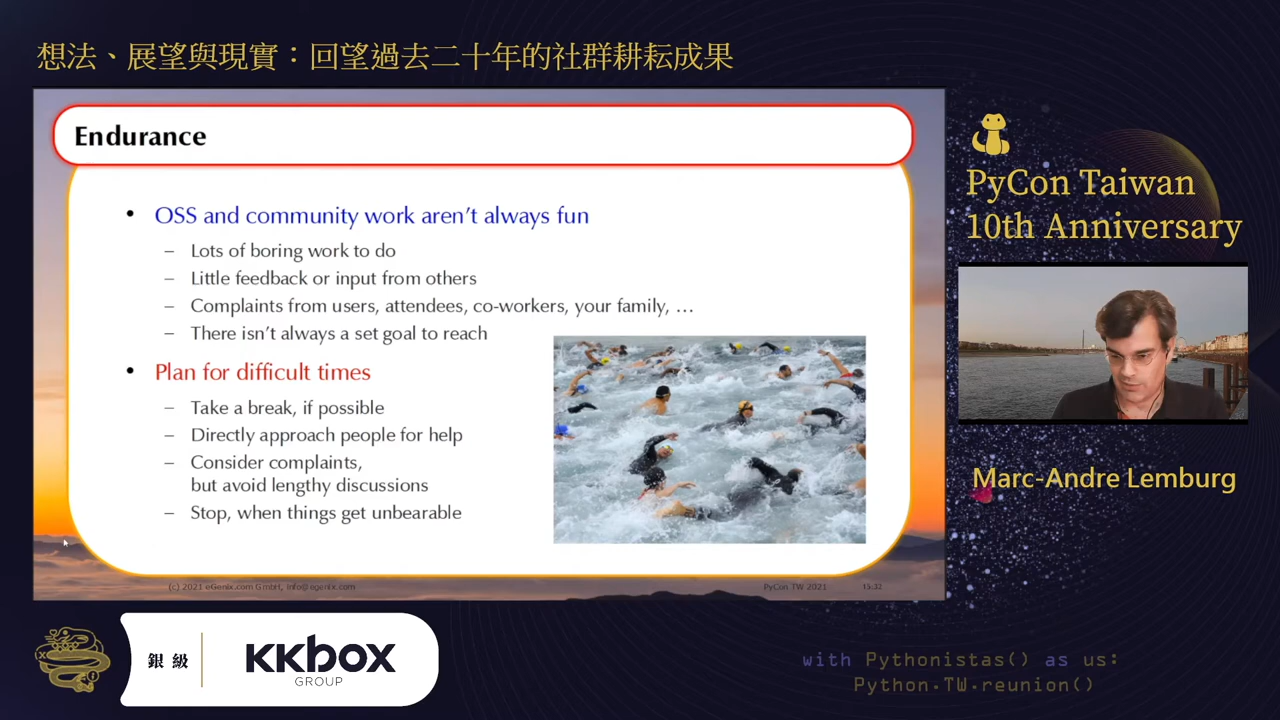 想法、展望與現實：回望過去二十年的社群耕耘成果
Endurance
• OSS and community work aren't always fun
– Lots of boring work to do
– Little feedback or input from others
– Complaints from users, attendees, co-workers, your family, …
– There isn't always a set goal to reach
• Plan for difficult times
– Take a break, if possible
– Directly approach people for help
– Consider complaints,
but avoid lengthy discussions
– Stop, when things get unbearable
(c) 2021 eGenix.com GmbH, info@egenix.com
PyCon TW 2021
15:32
PyCon Taiwan
10th Anniversary
Marc-Andre Lemburg
銀級
KKBOX
GROUP
with Pythonistas() as us:
Python.TW.reunion()